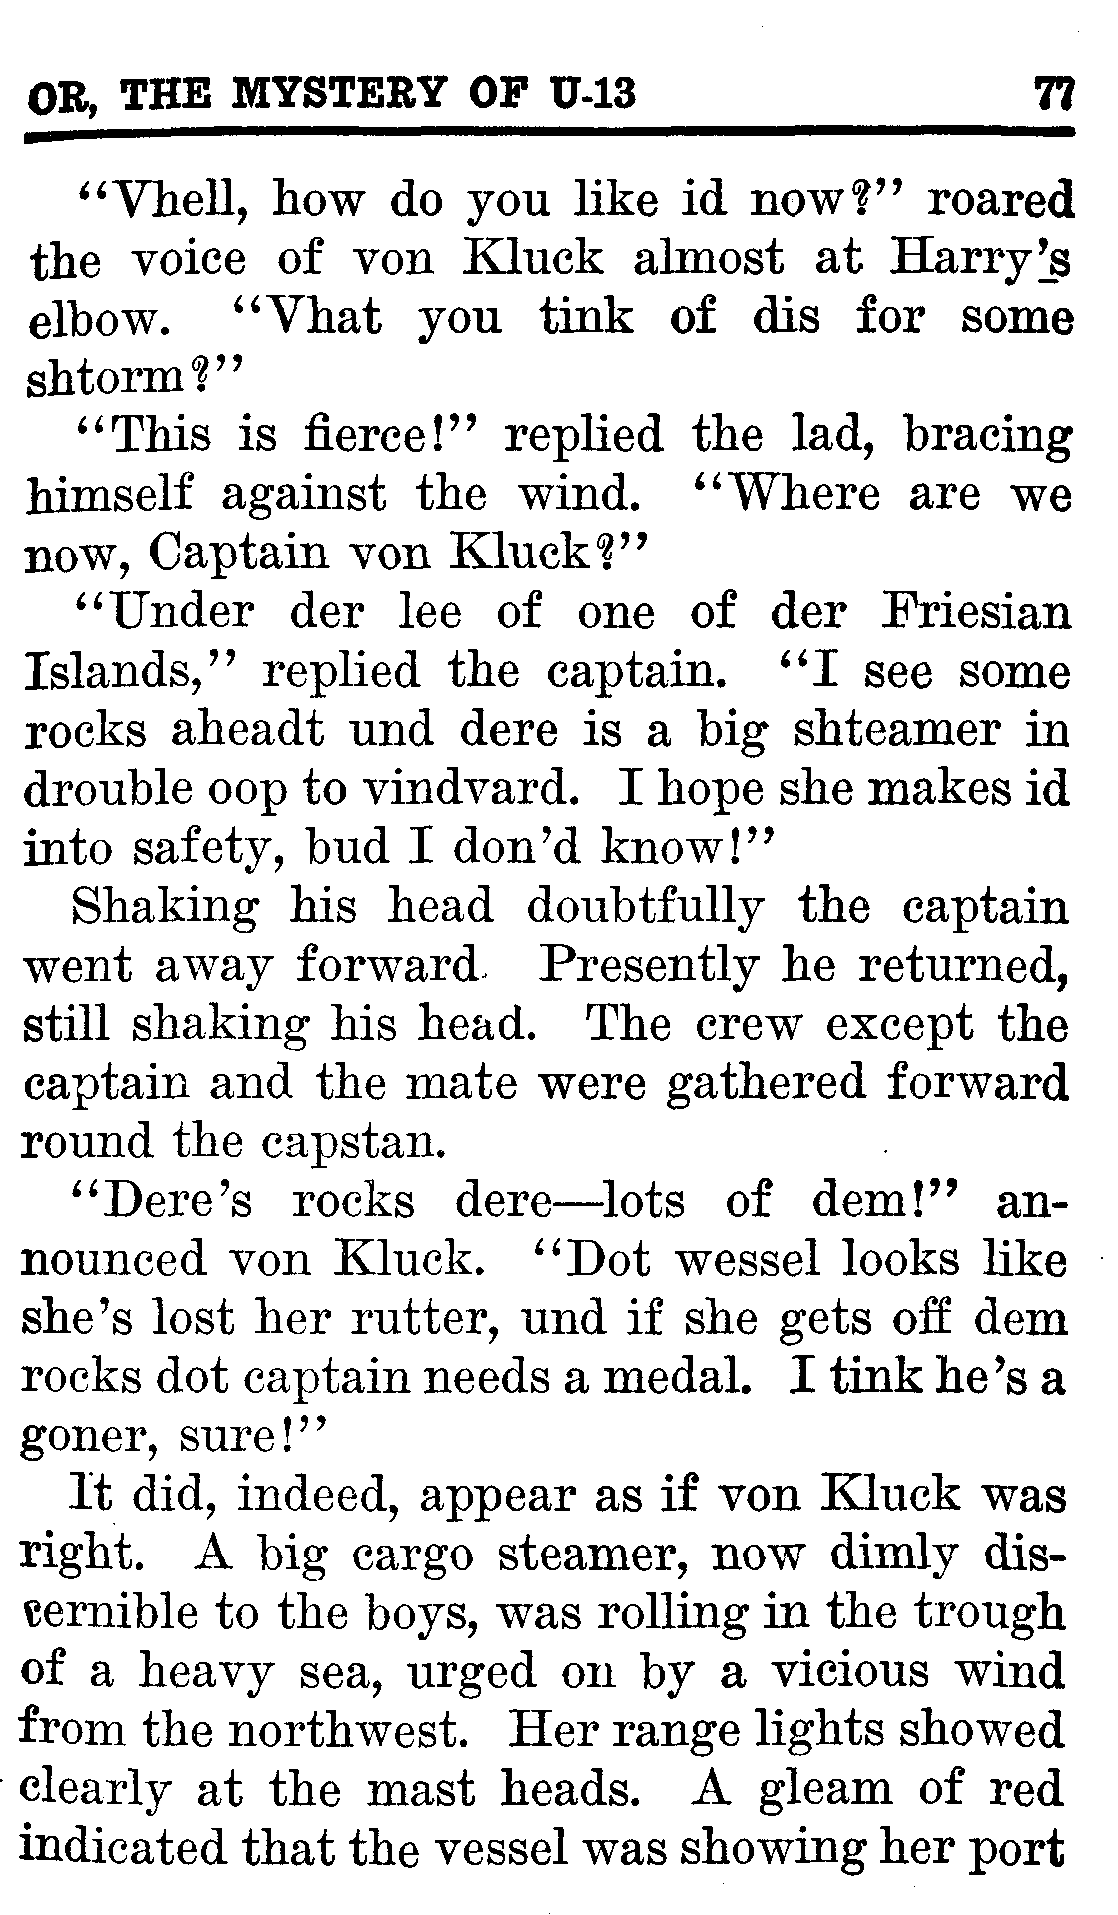 OR, THE MYSTERY OF U-13 77
“Vhell, how do you like id now?” roared
the voice of von Kluck almost at Harry’s
elbow. “Vhat you tink of dis for some
shtorm?”
“This is fierce!” replied the lad, bracing
himself against the wind. “Where are we
now, Captain von Kluck?”
“Under der lee of one of der Friesian
Islands,” replied the captain. “I see some
rocks aheadt und dere is a big shteamer in
drouble oop to vindvard. I hope she makes id
into safety, bud I don’d know!”
Shaking his head doubtfully the captain
went away forward. Presently he returned,
still shaking his head. The crew except the
captain and the mate were gathered forward
round the capstan.
“Dere’s rocks dere—lots of dem!” an-
nounced von Kluck. “Dot wessel looks like
she’s lost her rutter, und if she gets off dem
rocks dot captain needs a medal. I tink he’s a
goner, sure!”
It did, indeed, appear as if von Kluck was
right. A big cargo steamer, now dimly dis-
cernible to the boys, was rolling in the trough
of a heavy sea, urged on by a vicious wind
from the northwest. Her range lights showed
clearly at the mast heads. A gleam of red
indicated that the vessel was showing her port